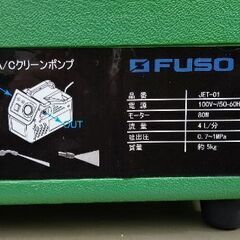 A/Cクリーンポンプ
OUT
FUSO
品番 JET-01
電源 100V~/50-60H
モーター 80W
流量 4L/分
吐出圧 0.7~1MPa
質量 約5kg